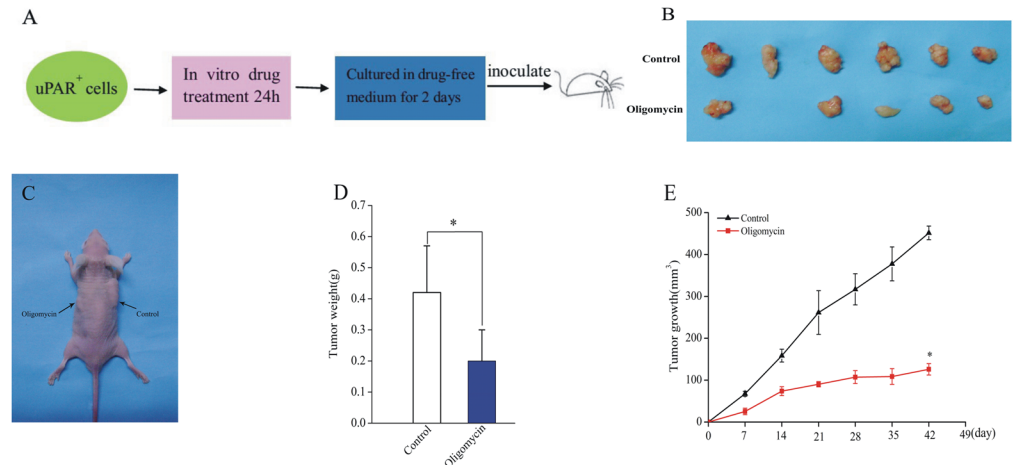 A
uPAR+ cells
In vitro drug
treatment 24h
Cultured in drug-free
medium for 2 days
inoculate
B
Control
Oligomycin
C
Oligomycin
Control
D
Tumor weight(g)
0.7
0.6
0.5
0.4
0.3
0.2
0.1
0.0
*
Control
Oligomycin
E
Tumor growth(mm3)
500
400
300
200
100
0
Control
Oligomycin
*
0 7 14 21 28 35 42 49(day)